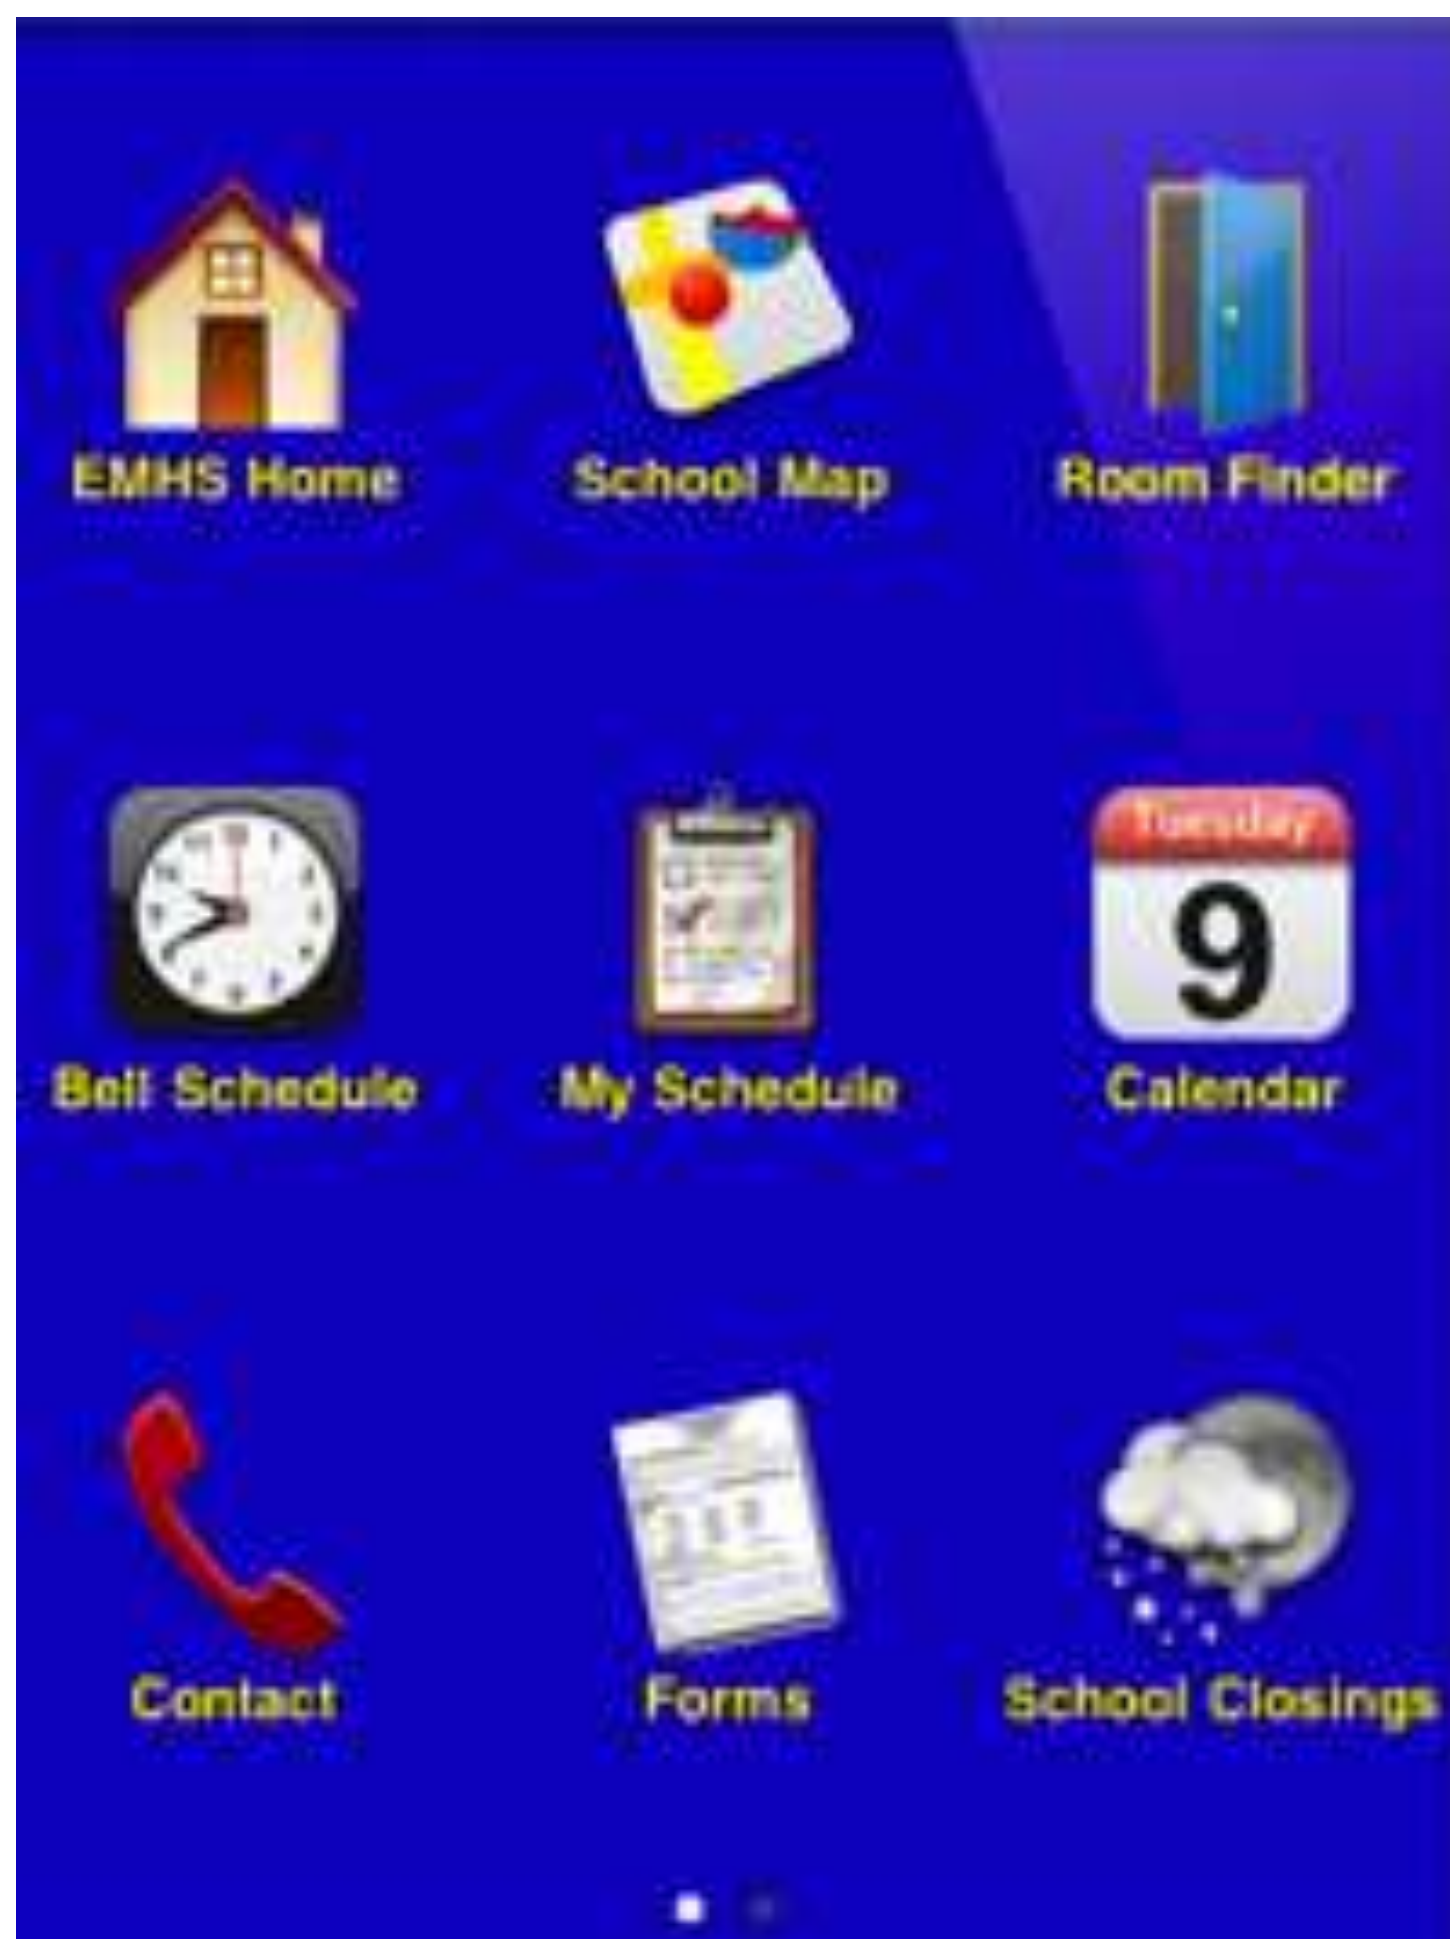 EMHS Home School Map Room Finder
Tuesday
9
Bell Schedule My Schedule Calendar
Contact Forms School Closings